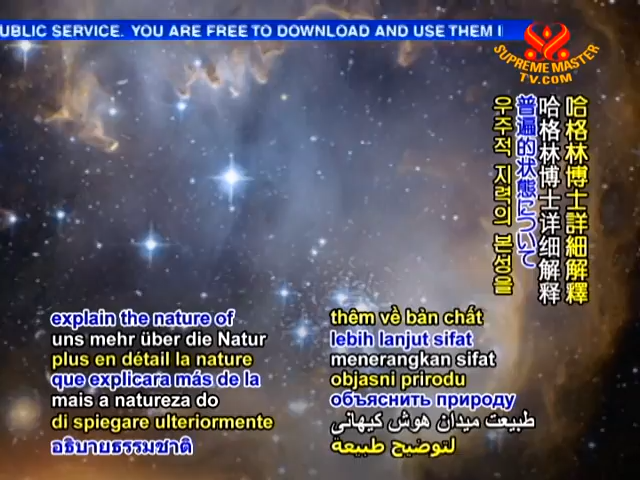 UBLIC SERVICE. YOU ARE FREE TO DOWNLOAD AND USE THEM I
SUPREME MASTER
TV.COM
哈格林博士詳細解釋
哈格林博士详细解释
普遍的状態について
우주적 지력의 본성을
explain the nature of
uns mehr über die Natur
plus en détail la nature
que explicara más de la
mais a natureza do
di spiegare ulteriormente
อธิบายธรรมชาติ
thêm về bản chất
lebih lanjut sifat
menerangkan sifat
objasni prirodu
объяснить природу
طبیعت میدان هوش کیهانی
لتوضيح طبيعة